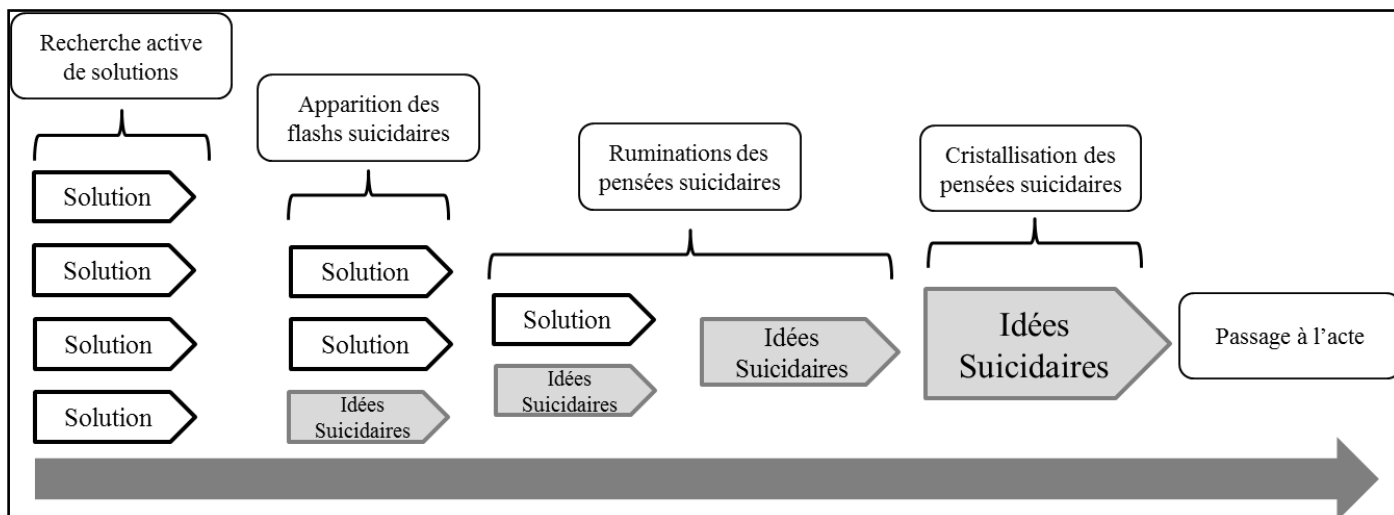 Recherche active
de solutions
Solution
Solution
Solution
Solution
Apparition des
flashs suicidaires
Solution
Solution
Idées
Suicidaires
Ruminations des
pensées suicidaires
Solution
Idées
Suicidaires
Idées
Suicidaires
Cristallisation des
pensées suicidaires
Idées
Suicidaires
Passage à l’acte